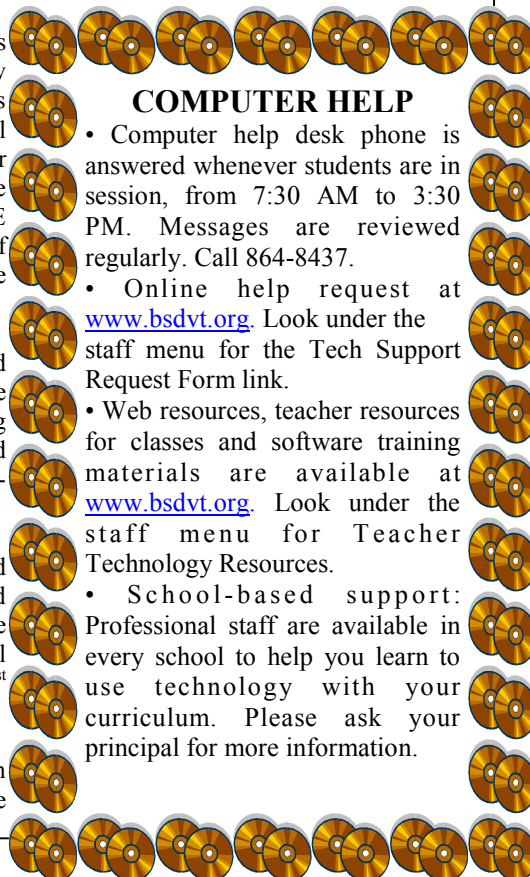 COMPUTER HELP
• Computer help desk phone is
answered whenever students are in
session, from 7:30 AM to 3:30
PM. Messages are reviewed
regularly. Call 864-8437.
• Online help request at
www.bsdvt.org. Look under the
staff menu for the Tech Support
Request Form link.
• Web resources, teacher resources
for classes and software training
materials are available at
www.bsdvt.org. Look under the
staff menu for Teacher
Technology Resources.
• School-based support:
Professional staff are available in
every school to help you learn to
use technology with your
curriculum. Please ask your
principal for more information.